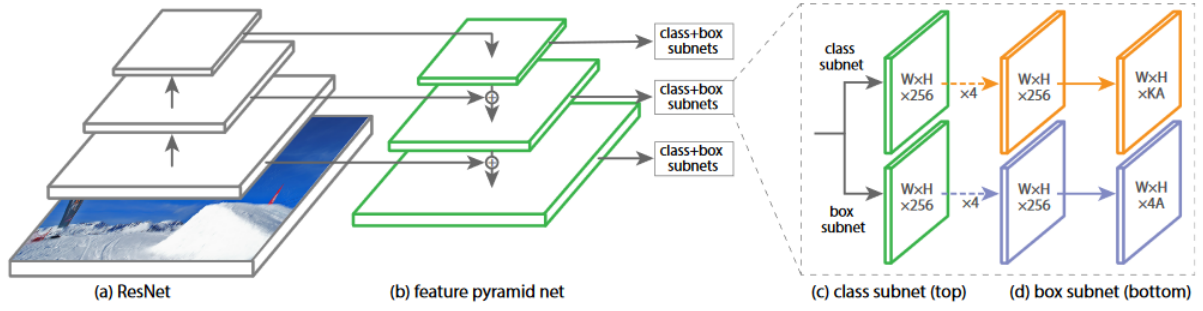 class+box
subnets
class+box
subnets
class+box
subnets
class
subnet
box
subnet
W×H
×256
×4
W×H
×256
W×H
×KA
W×H
×256
×4
W×H
×256
W×H
×4A
(a) ResNet
(b) feature pyramid net
(c) class subnet (top)
(d) box subnet (bottom)